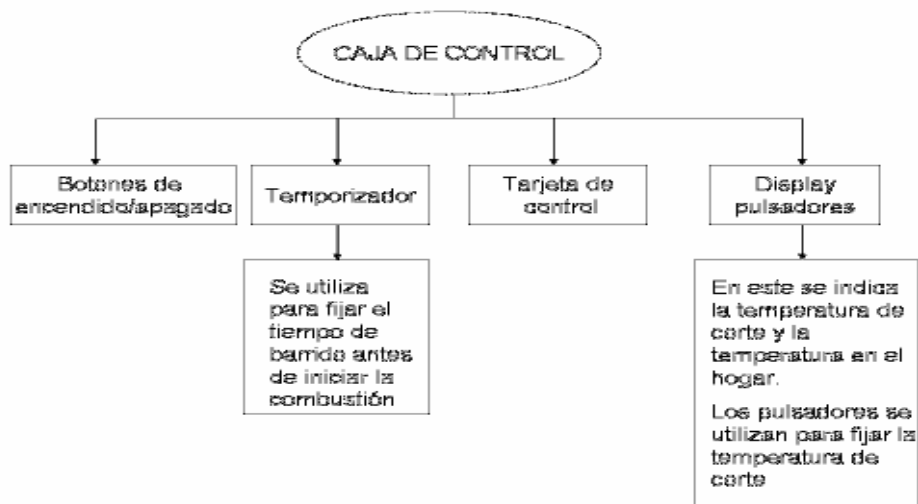 CAJA DE CONTROL
Botones de
encendido/apagado
Temporizador
Tarjeta de
control
Display
pulsadores
Se utiliza
para fijar el
tiempo de
barrido antes
de iniciar la
combustión
En este se indica
la temperatura de
corte y la
temperatura en el
hogar.
Los pulsadores se
utilizan para fijar la
temperatura de
corte